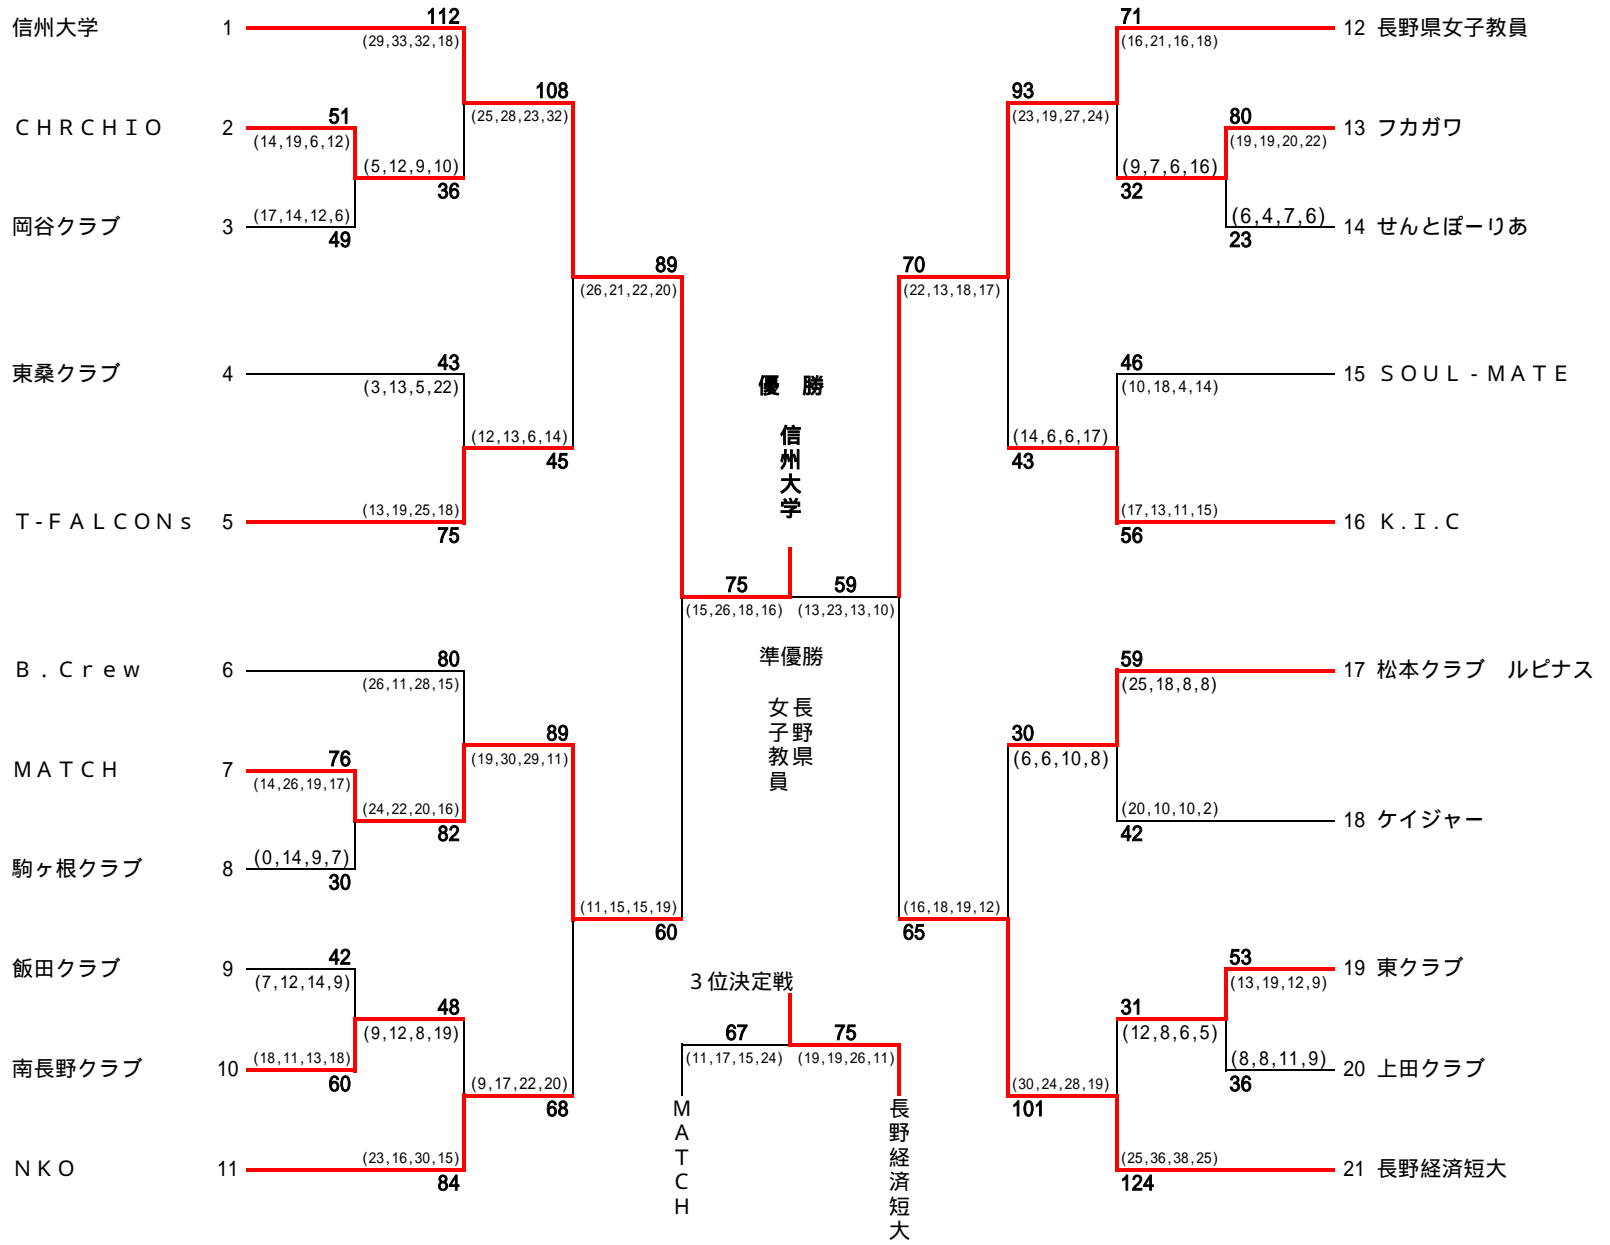 信州大学 1
112
(29,33,32,18)
108
(25,28,23,32)
ＣＨＲＣＨＩＯ 2
51
(14,19,6,12)
(5,12,9,10)
36
岡谷クラブ 3
(17,14,12,6)
49
89
(26,21,22,20)
東桑クラブ 4
43
(3,13,5,22)
(12,13,6,14)
45
Ｔ-ＦＡＬＣＯＮｓ 5
(13,19,25,18)
75
Ｂ．Ｃｒｅｗ 6
80
(26,11,28,15)
89
(19,30,29,11)
ＭＡＴＣＨ 7
76
(14,26,19,17)
(24,22,20,16)
82
駒ヶ根クラブ 8
(0,14,9,7)
30
(11,15,15,19)
60
飯田クラブ 9
42
(7,12,14,9)
48
(9,12,8,19)
南長野クラブ 10
(18,11,13,18)
60
(9,17,22,20)
68
ＮＫＯ 11
(23,16,30,15)
84
優　勝
信州大学
75
(15,26,18,16)
59
(13,23,13,10)
準優勝
長野県
女子教員
３位決定戦
67
(11,17,15,24)
75
(19,19,26,11)
ＭＡＴＣＨ
長野経済短大
71
(16,21,16,18)
12 長野県女子教員
93
(23,19,27,24)
80
(19,19,20,22)
13 フカガワ
(9,7,6,16)
32
(6,4,7,6)
23
14 せんとぽーりあ
70
(22,13,18,17)
46
(10,18,4,14)
15 ＳＯＵＬ-ＭＡＴＥ
(14,6,6,17)
43
(17,13,11,15)
56
16 Ｋ.Ｉ.Ｃ
59
(25,18,8,8)
17 松本クラブ　ルピナス
30
(6,6,10,8)
(20,10,10,2)
42
18 ケイジャー
(16,18,19,12)
65
53
(13,19,12,9)
19 東クラブ
31
(12,8,6,5)
(8,8,11,9)
36
20 上田クラブ
(30,24,28,19)
101
(25,36,38,25)
124
21 長野経済短大